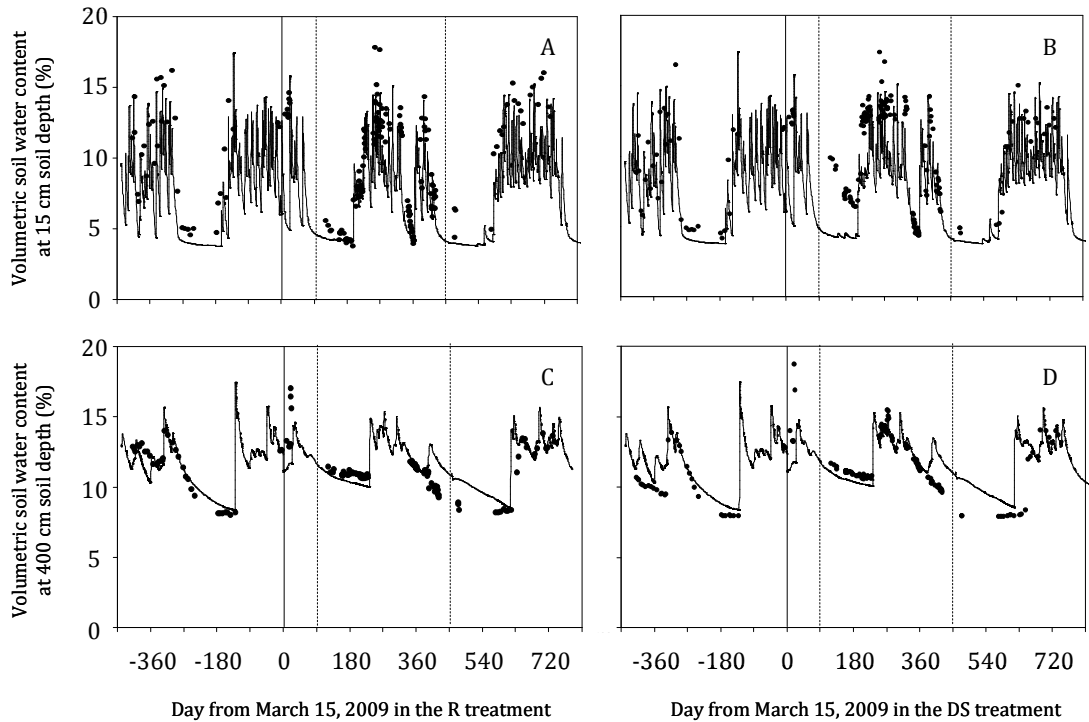 20
15
10
5
0
Volumetric soil water content
at 15 cm soil depth (%)
A
B
20
15
10
5
0
Volumetric soil water content
at 400 cm soil depth (%)
C
D
-360 -180 0 180 360 540 720
-360 -180 0 180 360 540 720
Day from March 15, 2009 in the R treatment
Day from March 15, 2009 in the DS treatment